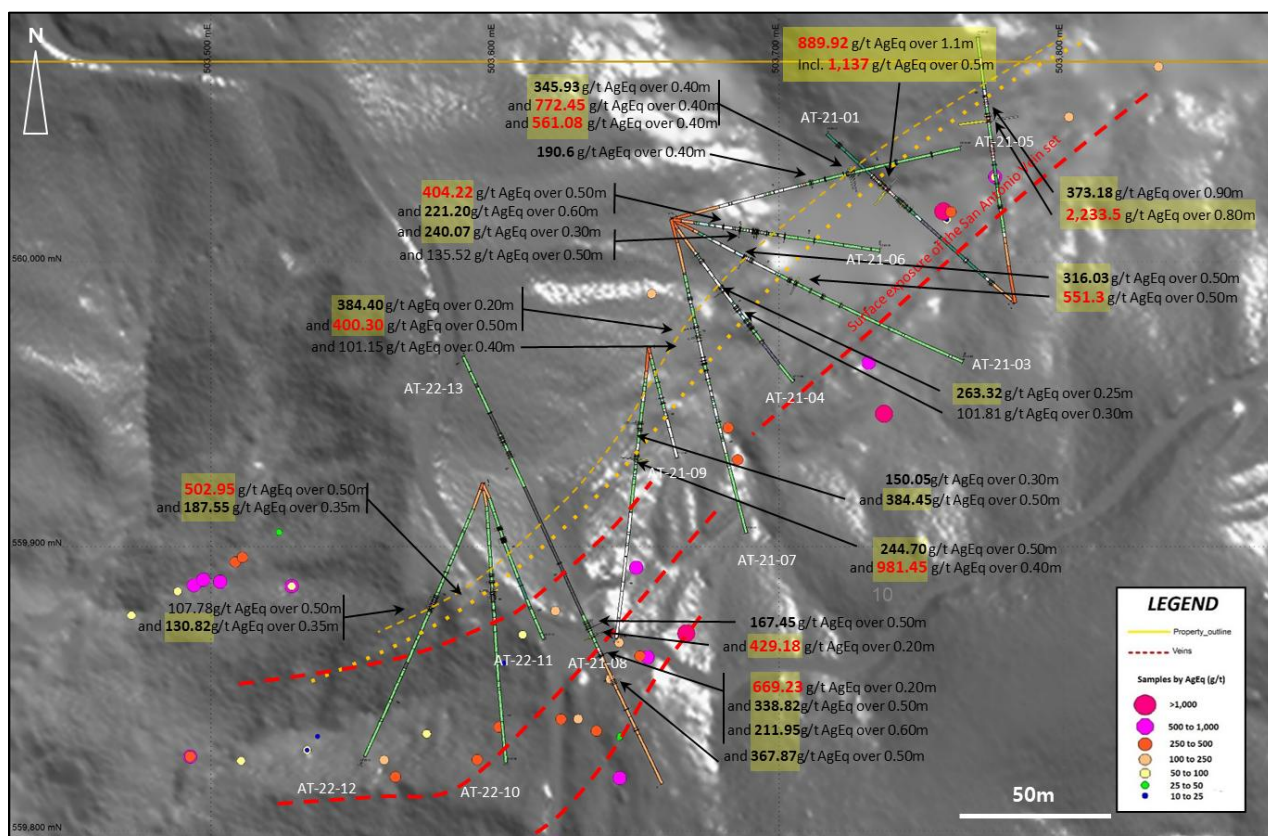 N
503,500 mE
503,600 mE
503,700 mE
503,800 mE
889.92 g/t AgEq over 1.1m
Incl. 1,137 g/t AgEq over 0.5m
345.93 g/t AgEq over 0.40m
and 772.45 g/t AgEq over 0.40m
and 561.08 g/t AgEq over 0.40m
190.6 g/t AgEq over 0.40m
AT-21-01
AT-21-05
404.22 g/t AgEq over 0.50m
and 221.20 g/t AgEq over 0.60m
and 240.07 g/t AgEq over 0.30m
and 135.52 g/t AgEq over 0.50m
373.18 g/t AgEq over 0.90m
2,233.5 g/t AgEq over 0.80m
Surface exposure of the San Antonio Vein set
560.000 mN
AT-21-06
316.03 g/t AgEq over 0.50m
551.3 g/t AgEq over 0.50m
384.40 g/t AgEq over 0.20m
and 400.30 g/t AgEq over 0.50m
and 101.15 g/t AgEq over 0.40m
AT-22-13
AT-21-03
AT-21-04
263.32 g/t AgEq over 0.25m
101.81 g/t AgEq over 0.30m
AT-21-09
150.05 g/t AgEq over 0.30m
and 384.45 g/t AgEq over 0.50m
502.95 g/t AgEq over 0.50m
and 187.55 g/t AgEq over 0.35m
559,900 mN
AT-21-07
244.70 g/t AgEq over 0.50m
and 981.45 g/t AgEq over 0.40m
10
107.78g/t AgEq over 0.50m
and 130.82g/t AgEq over 0.35m
167.45 g/t AgEq over 0.50m
and 429.18 g/t AgEq over 0.20m
AT-22-11
AT-21-08
669.23 g/t AgEq over 0.20m
and 338.82g/t AgEq over 0.50m
and 211.95g/t AgEq over 0.60m
and 367.87g/t AgEq over 0.50m
AT-22-12
AT-22-10
559,800 mN
50m
LEGEND
Property_outline
Veins
Samples by AgEq (g/t)
>1,000
500 to 1,000
250 to 500
100 to 250
50 to 100
25 to 50
10 to 25